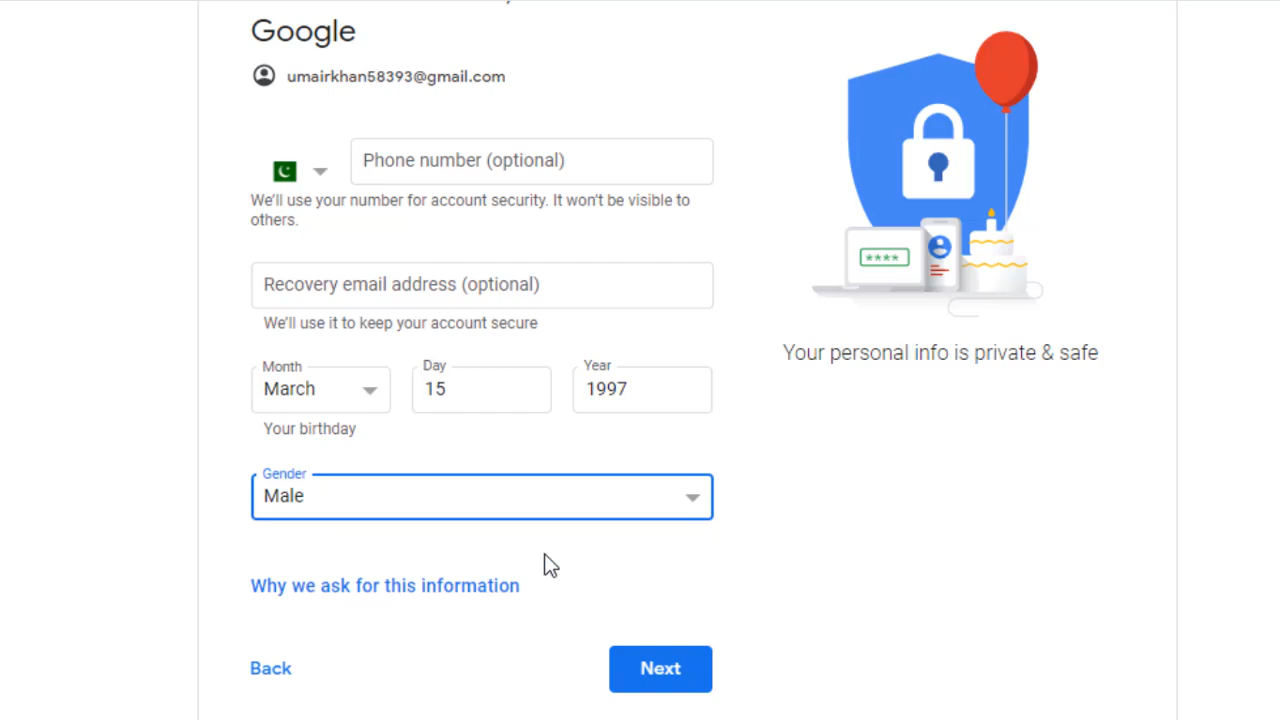 Google
umairkhan58393@gmail.com
Phone number (optional)
We'll use your number for account security. It won't be visible to
others.
Recovery email address (optional)
We'll use it to keep your account secure
Month
Day
Year
March
15
1997
Your birthday
Gender
Male
Why we ask for this information
Back
Next
****
Your personal info is private & safe